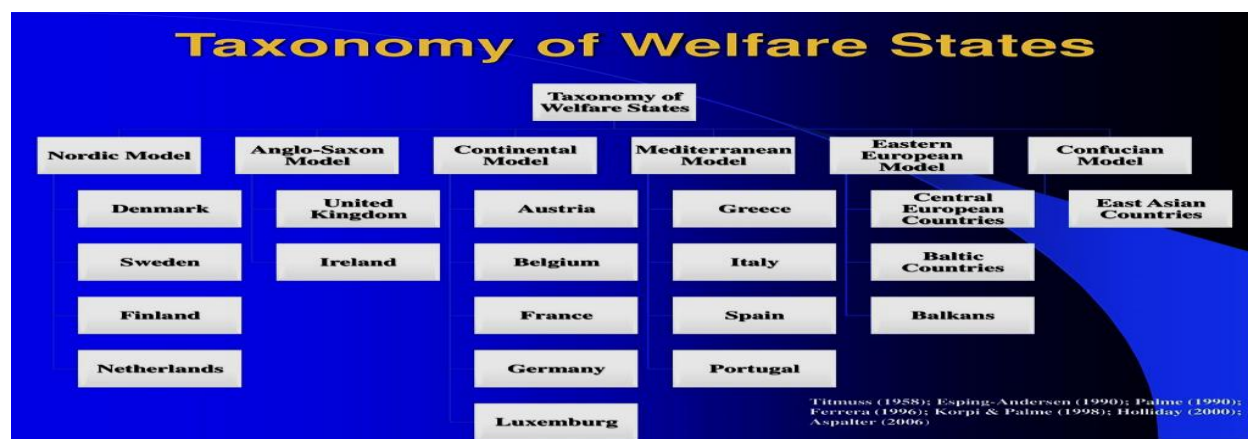 Taxonomy of Welfare States
Taxonomy of
Welfare States
Nordic Model
Denmark
Sweden
Finland
Netherlands
Anglo-Saxon
Model
United
Kingdom
Ireland
Continental
Model
Austria
Belgium
France
Germany
Luxemburg
Mediterranean
Model
Greece
Italy
Spain
Portugal
Eastern
European
Model
Central
European
Countries
Baltic
Countries
Balkans
Confucian
Model
East Asian
Countries
Titmuss (1958); Esping-Andersen (1990); Palme (1990);
Ferrera (1996); Korpi & Palme (1998); Holliday (2000);
Aspalter (2006)